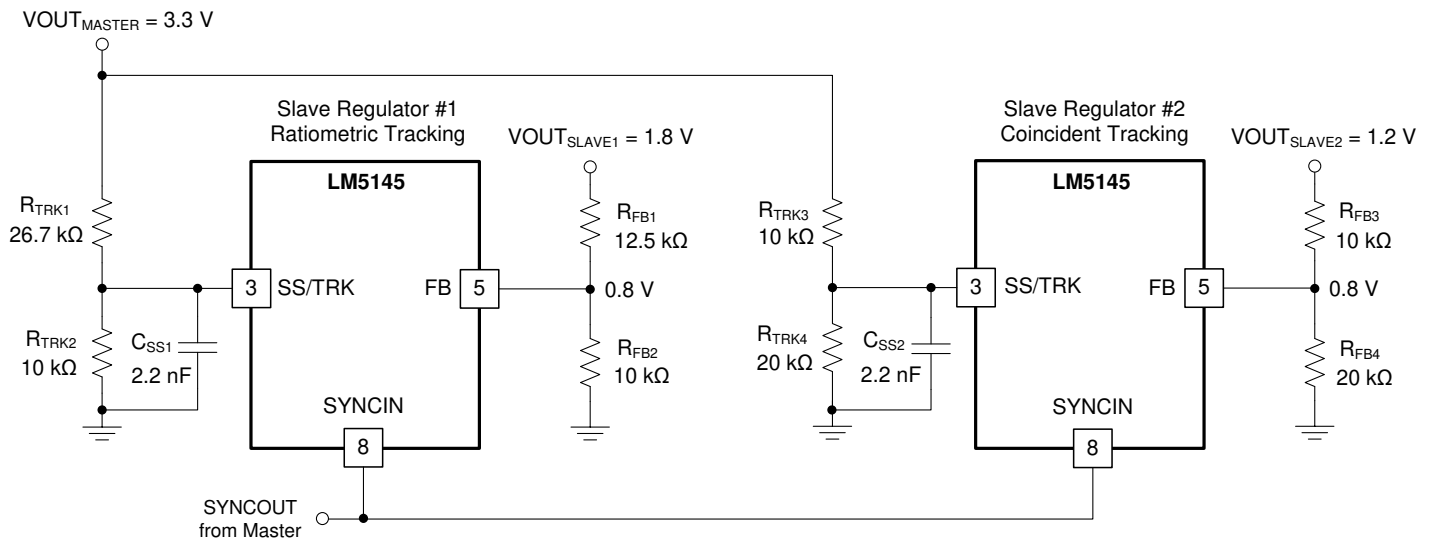 VOUTMASTER = 3.3 V
Slave Regulator #1
Ratiometric Tracking
VOUTSLAVE1 = 1.8 V
LM5145
RTRK1
26.7 kΩ
RFB1
12.5 kΩ
3
SS/TRK
FB
5
0.8 V
RTRK2
10 kΩ
CSS1
2.2 nF
RFB2
10 kΩ
SYNCIN
8
Slave Regulator #2
Coincident Tracking
VOUTSLAVE2 = 1.2 V
LM5145
RTRK3
10 kΩ
RFB3
10 kΩ
3
SS/TRK
FB
5
0.8 V
RTRK4
20 kΩ
CSS2
2.2 nF
RFB4
20 kΩ
SYNCIN
8
SYNCOUT
from Master